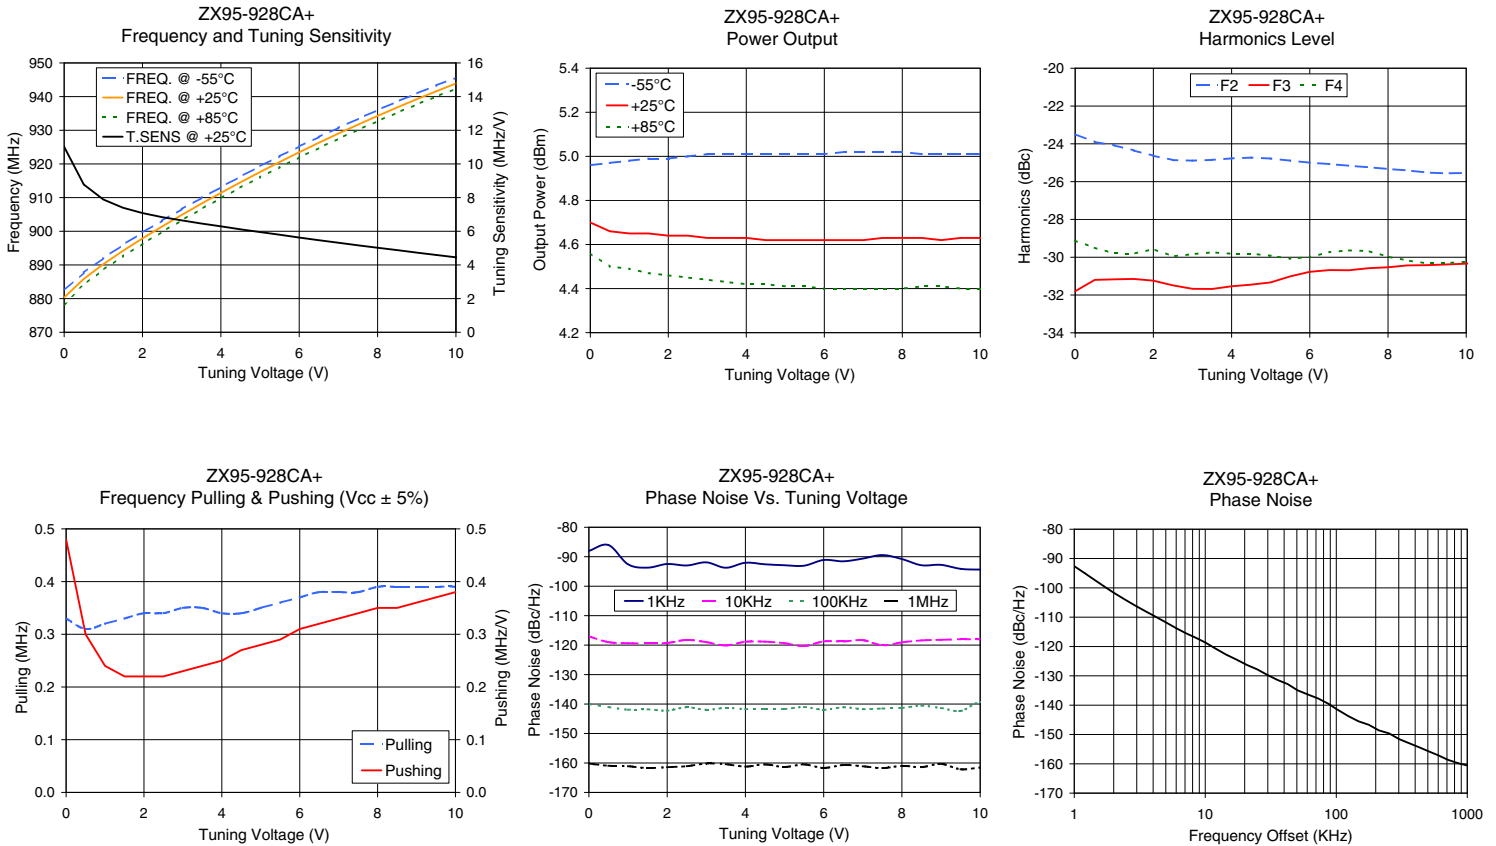 ZX95-928CA+
Frequency and Tuning Sensitivity
950
940
930
920
910
900
890
880
870
16
14
12
10
8
6
4
2
0
FREQ. @ -55°C
FREQ. @ +25°C
FREQ. @ +85°C
T.SENS @ +25°C
Frequency (MHz)
Tuning Sensitivity (MHz/V)
0 2 4 6 8 10
Tuning Voltage (V)
ZX95-928CA+
Power Output
5.4
5.2
5.0
4.8
4.6
4.4
4.2
-55°C
+25°C
+85°C
Output Power (dBm)
0 2 4 6 8 10
Tuning Voltage (V)
ZX95-928CA+
Harmonics Level
-20
-22
-24
-26
-28
-30
-32
-34
F2 F3 F4
Harmonics (dBc)
0 2 4 6 8 10
Tuning Voltage (V)
ZX95-928CA+
Frequency Pulling & Pushing (Vcc ± 5%)
0.5
0.4
0.3
0.2
0.1
0.0
0.5
0.4
0.3
0.2
0.1
0.0
Pulling
Pushing
Pulling (MHz)
Pushing (MHz/V)
0 2 4 6 8 10
Tuning Voltage (V)
ZX95-928CA+
Phase Noise Vs. Tuning Voltage
-80
-90
-100
-110
-120
-130
-140
-150
-160
-170
1KHz 10KHz 100KHz 1MHz
Phase Noise (dBc/Hz)
0 2 4 6 8 10
Tuning Voltage (V)
ZX95-928CA+
Phase Noise
-80
-90
-100
-110
-120
-130
-140
-150
-160
-170
Phase Noise (dBc/Hz)
1 10 100 1000
Frequency Offset (KHz)